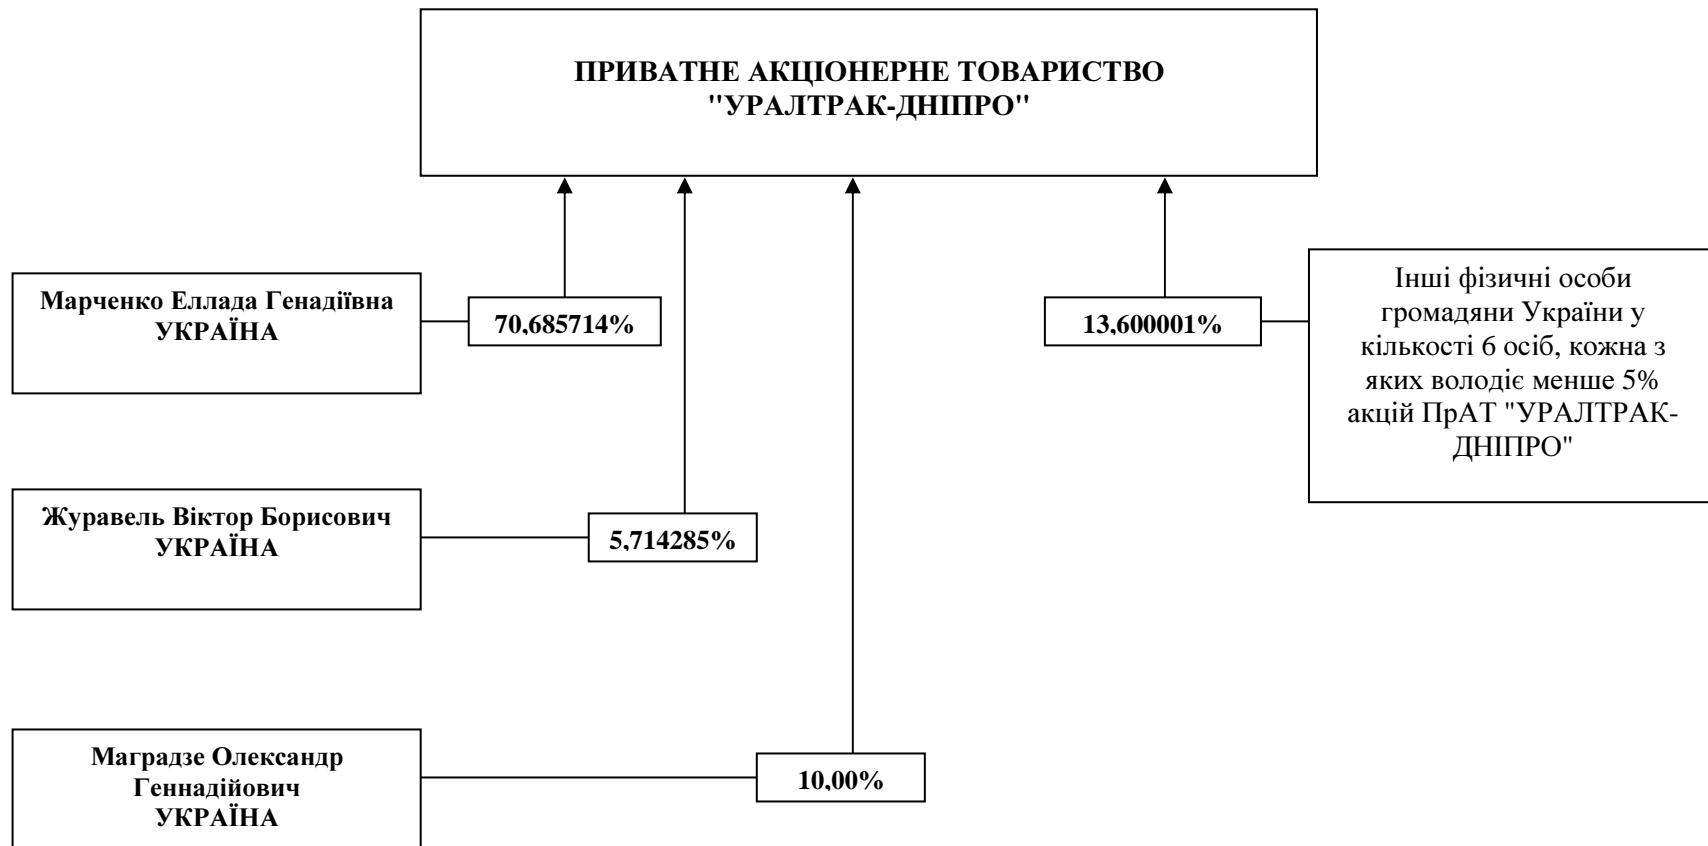 ПРИВАТНЕ АКЦІОНЕРНЕ ТОВАРИСТВО
"УРАЛТРАК-ДНІПРО"
Марченко Еллада Генадіївна
УКРАЇНА
70,685714%
13,600001%
Інші фізичні особи
громадяни України у
кількості 6 осіб, кожна з
яких володіє менше 5%
акцій ПрАТ "УРАЛТРАК-
ДНІПРО"
Журавель Віктор Борисович
УКРАЇНА
5,714285%
Маградзе Олександр
Геннадійович
УКРАЇНА
10,00%